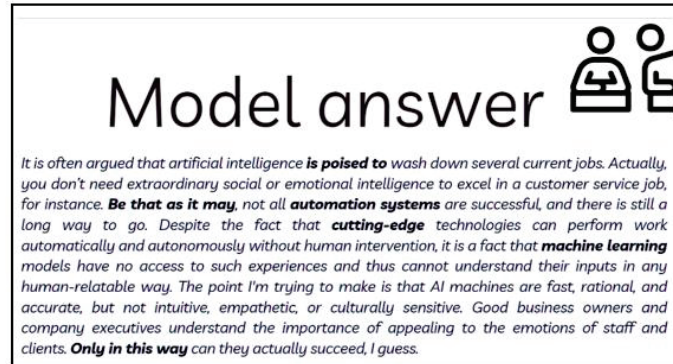 Model answer
It is often argued that artificial intelligence is poised to wash down several current jobs. Actually,
you don't need extraordinary social or emotional intelligence to excel in a customer service job,
for instance. Be that as it may, not all automation systems are successful, and there is still a
long way to go. Despite the fact that cutting-edge technologies can perform work
automatically and autonomously without human intervention, it is a fact that machine learning
models have no access to such experiences and thus cannot understand their inputs in any
human-relatable way. The point I'm trying to make is that AI machines are fast, rational, and
accurate, but not intuitive, empathetic, or culturally sensitive. Good business owners and
company executives understand the importance of appealing to the emotions of staff and
clients. Only in this way can they actually succeed, I guess.